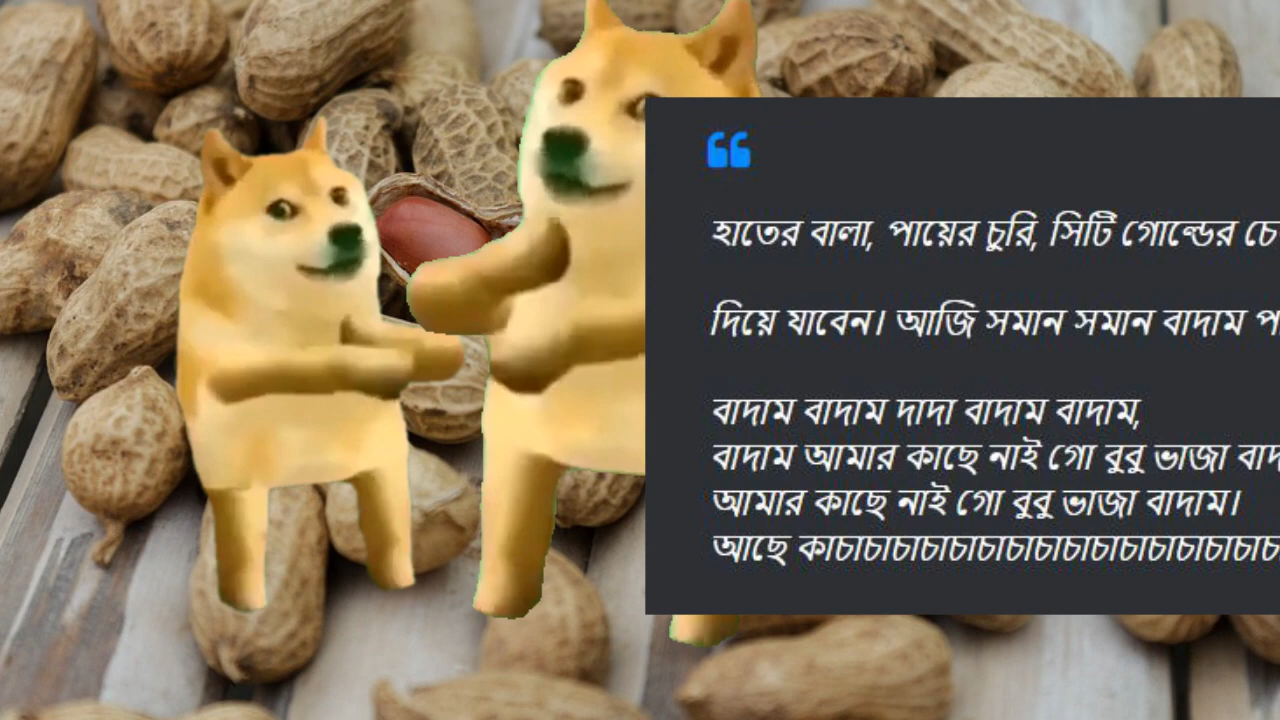 হাতের বালা, পায়ের চুরি, সিটি গোল্ডের চে
দিয়ে যাবেন। আজি সমান সমান বাদাম প
বাদাম বাদাম দাদা বাদাম বাদাম,
বাদাম আমার কাছে নাই গো বুবু ভাজা বাদ
আমার কাছে নাই গো বুবু ভাজা বাদাম।
আছে কাচাচাচাচাচাচাচাচাচাচাচাচাচাচাচাচ